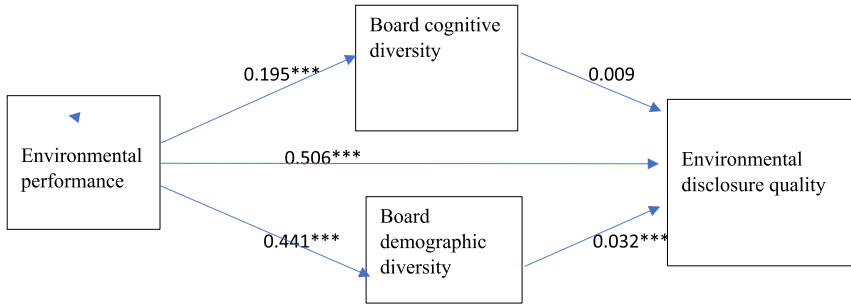 Board cognitive
diversity
0.195***
0.009
Environmental
performance
0.506***
Environmental
disclosure quality
Board
demographic
diversity
0.441***
0.032***